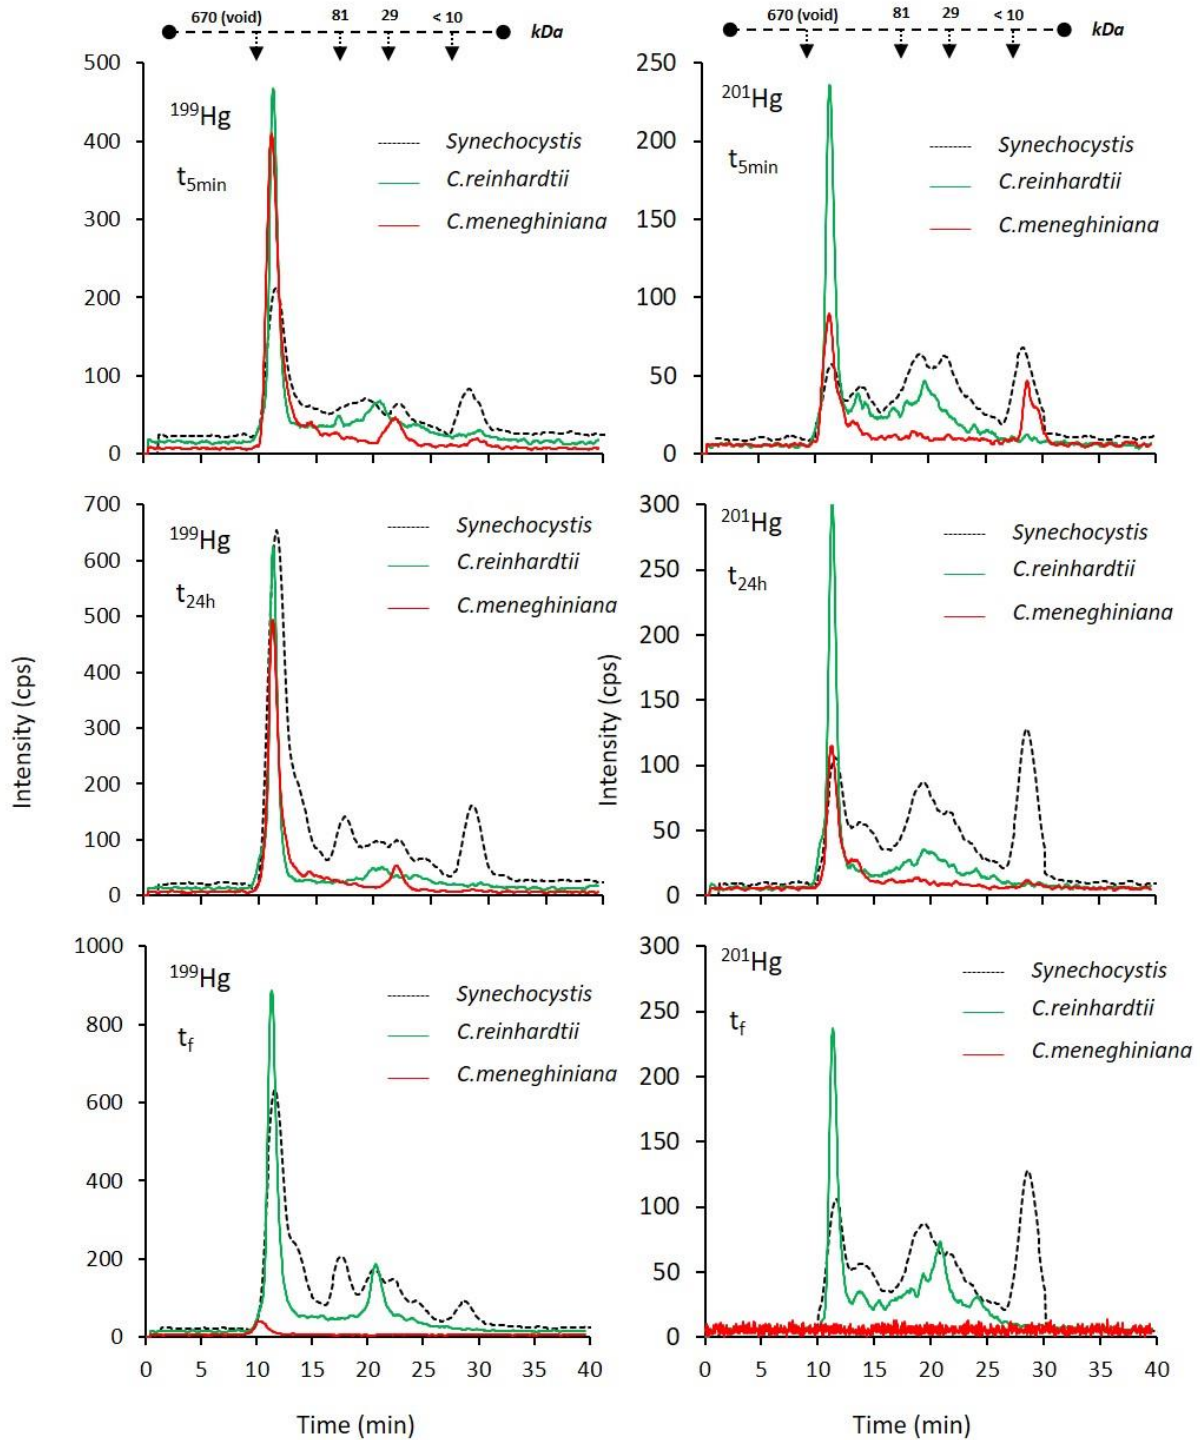 670 (void) 81 29 < 10 kDa
670 (void) 81 29 < 10 kDa
500
400
300
200
100
0
199Hg
t5min
Synechocystis
C.reinhardtii
C.meneghiniana
250
200
150
100
50
0
201Hg
t5min
Synechocystis
C.reinhardtii
C.meneghiniana
Intensity (cps)
700
600
500
400
300
200
100
0
199Hg
t24h
Synechocystis
C.reinhardtii
C.meneghiniana
Intensity (cps)
300
250
200
150
100
50
0
201Hg
t24h
Synechocystis
C.reinhardtii
C.meneghiniana
1000
800
600
400
200
0
199Hg
tf
Synechocystis
C.reinhardtii
C.meneghiniana
0 5 10 15 20 25 30 35 40
Time (min)
300
250
200
150
100
50
0
201Hg
tf
Synechocystis
C.reinhardtii
C.meneghiniana
0 5 10 15 20 25 30 35 40
Time (min)